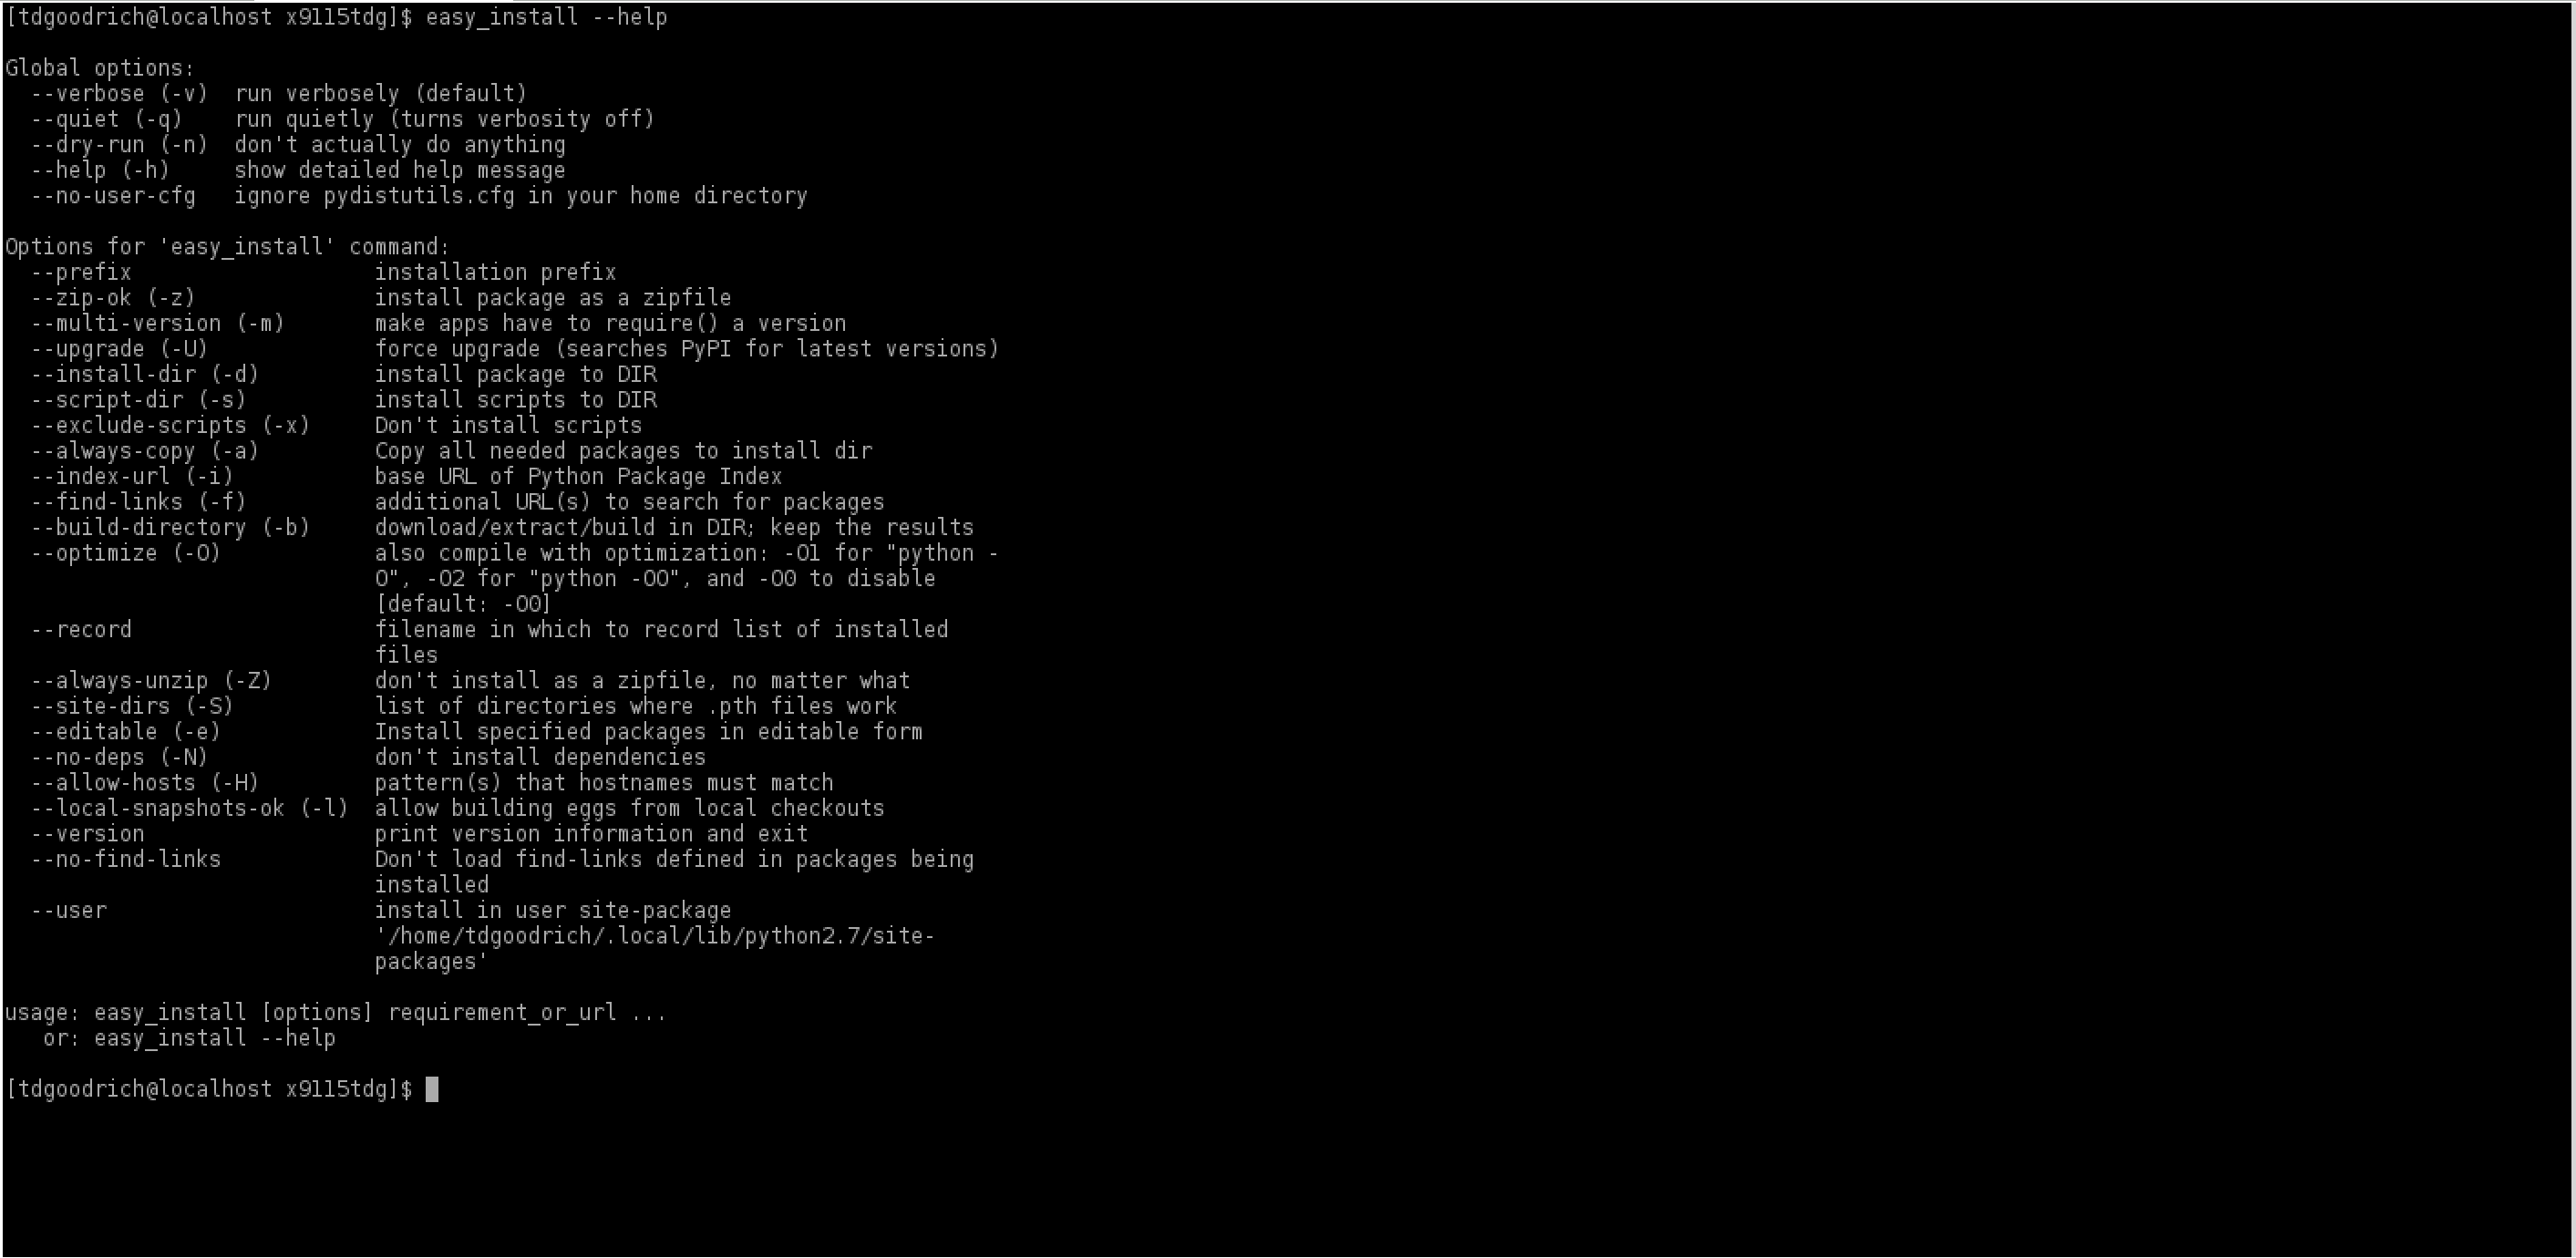 [tdgoodrich@localhost x9115tdg]$ easy_install --help

Global options:
  --verbose (-v)  run verbosely (default)
  --quiet (-q)    run quietly (turns verbosity off)
  --dry-run (-n)  don't actually do anything
  --help (-h)     show detailed help message
  --no-user-cfg   ignore pydistutils.cfg in your home directory

Options for 'easy_install' command:
  --prefix                   installation prefix
  --zip-ok (-z)              install package as a zipfile
  --multi-version (-m)       make apps have to require() a version
  --upgrade (-U)             force upgrade (searches PyPI for latest versions)
  --install-dir (-d)         install package to DIR
  --script-dir (-s)          install scripts to DIR
  --exclude-scripts (-x)     Don't install scripts
  --always-copy (-a)         Copy all needed packages to install dir
  --index-url (-i)           base URL of Python Package Index
  --find-links (-f)          additional URL(s) to search for packages
  --build-directory (-b)     download/extract/build in DIR; keep the results
  --optimize (-O)            also compile with optimization: -O1 for "python -
                             O", -O2 for "python -OO", and -O0 to disable
                             [default: -O0]
  --record                   filename in which to record list of installed
                             files
  --always-unzip (-Z)        don't install as a zipfile, no matter what
  --site-dirs (-S)           list of directories where .pth files work
  --editable (-e)            Install specified packages in editable form
  --no-deps (-N)             don't install dependencies
  --allow-hosts (-H)         pattern(s) that hostnames must match
  --local-snapshots-ok (-l)  allow building eggs from local checkouts
  --version                  print version information and exit
  --no-find-links            Don't load find-links defined in packages being
                             installed
  --user                     install in user site-package
                             '/home/tdgoodrich/.local/lib/python2.7/site-
                             packages'

usage: easy_install [options] requirement_or_url ...
   or: easy_install --help

[tdgoodrich@localhost x9115tdg]$